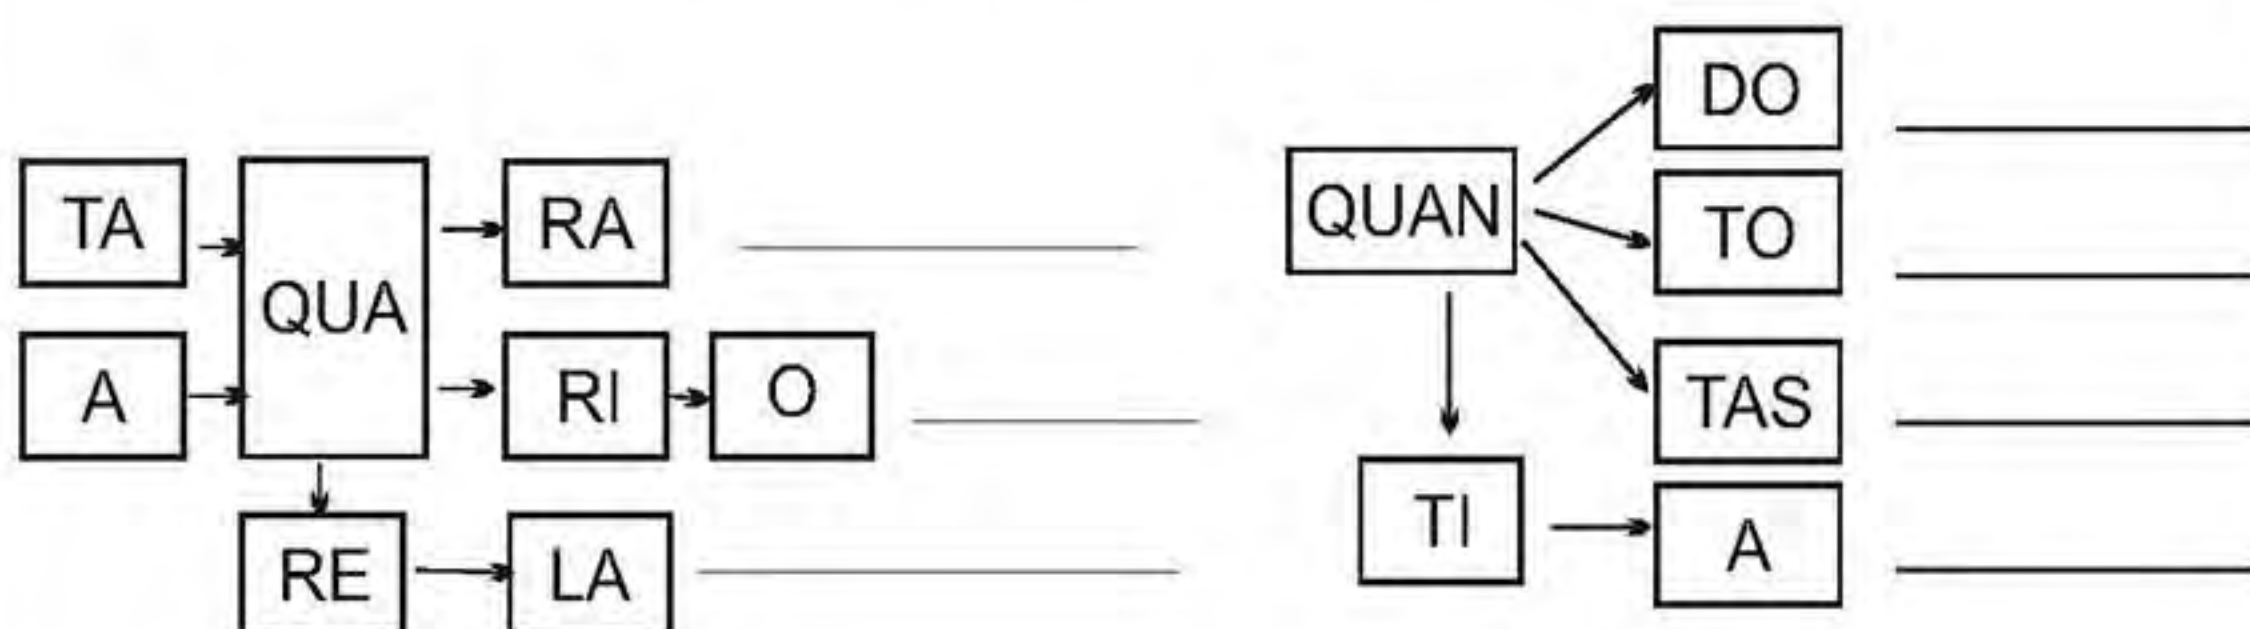 TA QUA RA
A RI O
RE LA
QUAN DO
TO
TAS
TI A